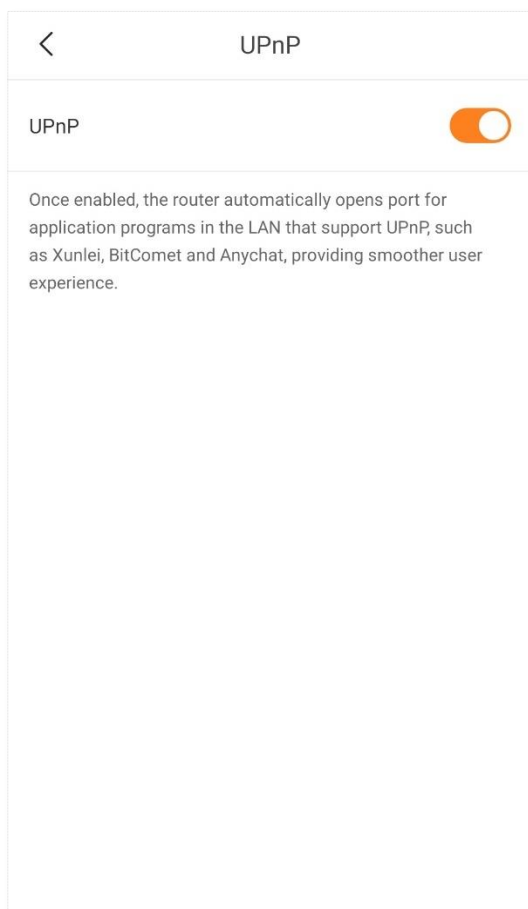 UPnP
UPnP
Once enabled, the router automatically opens port for
application programs in the LAN that support UPnP, such
as Xunlei, BitComet and Anychat, providing smoother user
experience.